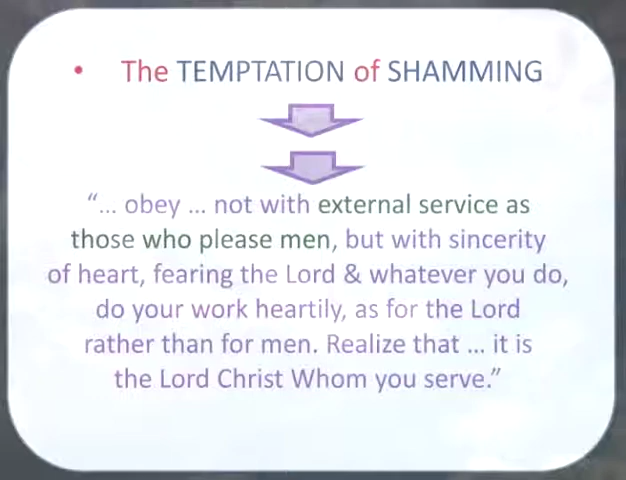 • The TEMPTATION of SHAMMING
“... obey ... not with external service as
those who please men, but with sincerity
of heart, fearing the Lord & whatever you do,
do your work heartily, as for the Lord
rather than for men. Realize that ... it is
the Lord Christ Whom you serve.”